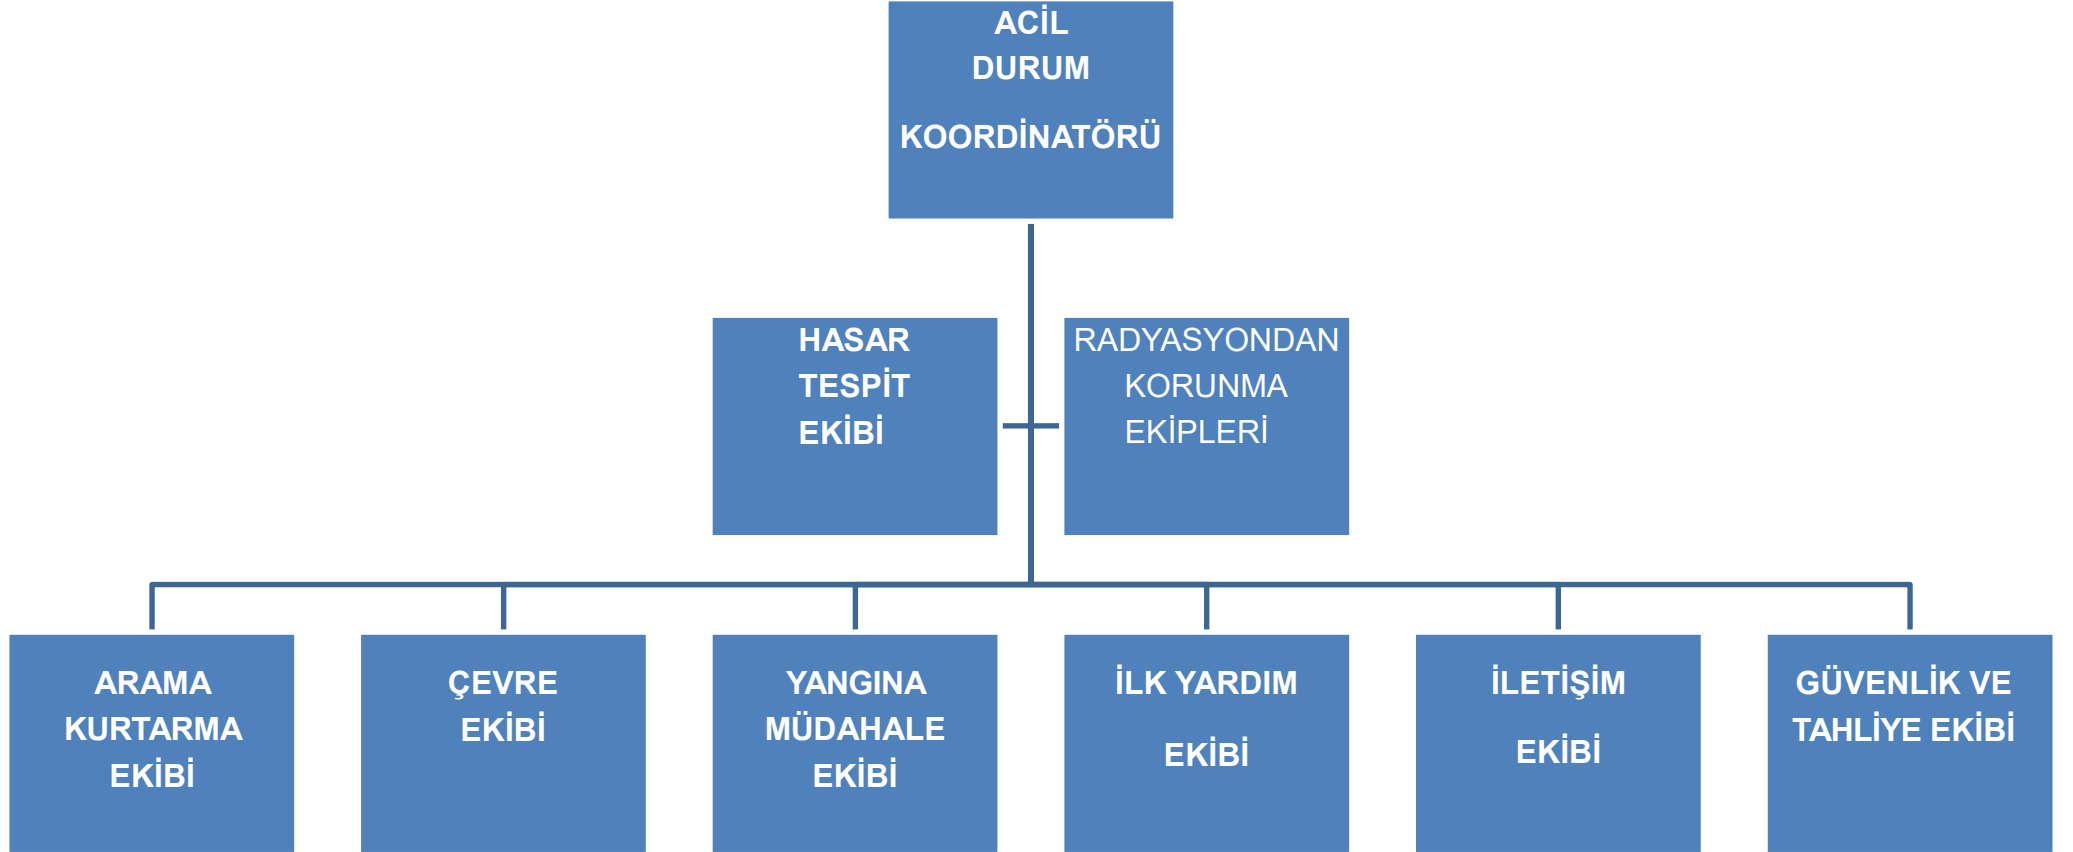 ACİL
DURUM
KOORDİNATÖRÜ
HASAR
TESPİT
EKİBİ
RADYASYONDAN
KORUNMA
EKİPLERİ
ARAMA
KURTARMA
EKİBİ
ÇEVRE
EKİBİ
YANGINA
MÜDAHALE
EKİBİ
İLK YARDIM
EKİBİ
İLETİŞİM
EKİBİ
GÜVENLİK VE
TAHLİYE EKİBİ